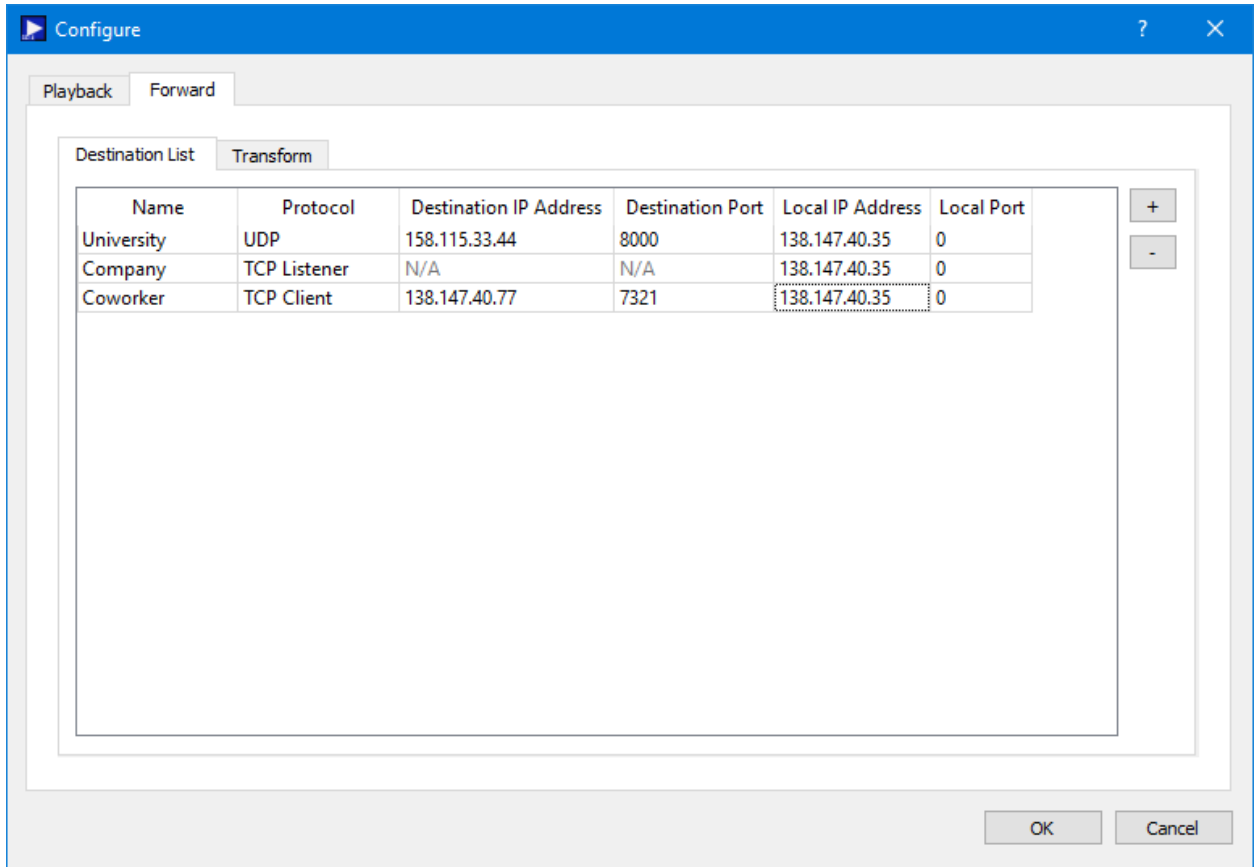 Configure ? ×
Playback Forward
Destination List Transform
Name Protocol Destination IP Address Destination Port Local IP Address Local Port +
University UDP 158.115.33.44 8000 138.147.40.35 0
Company TCP Listener N/A N/A 138.147.40.35 0 -
Coworker TCP Client 138.147.40.77 7321 138.147.40.35 0
OK Cancel